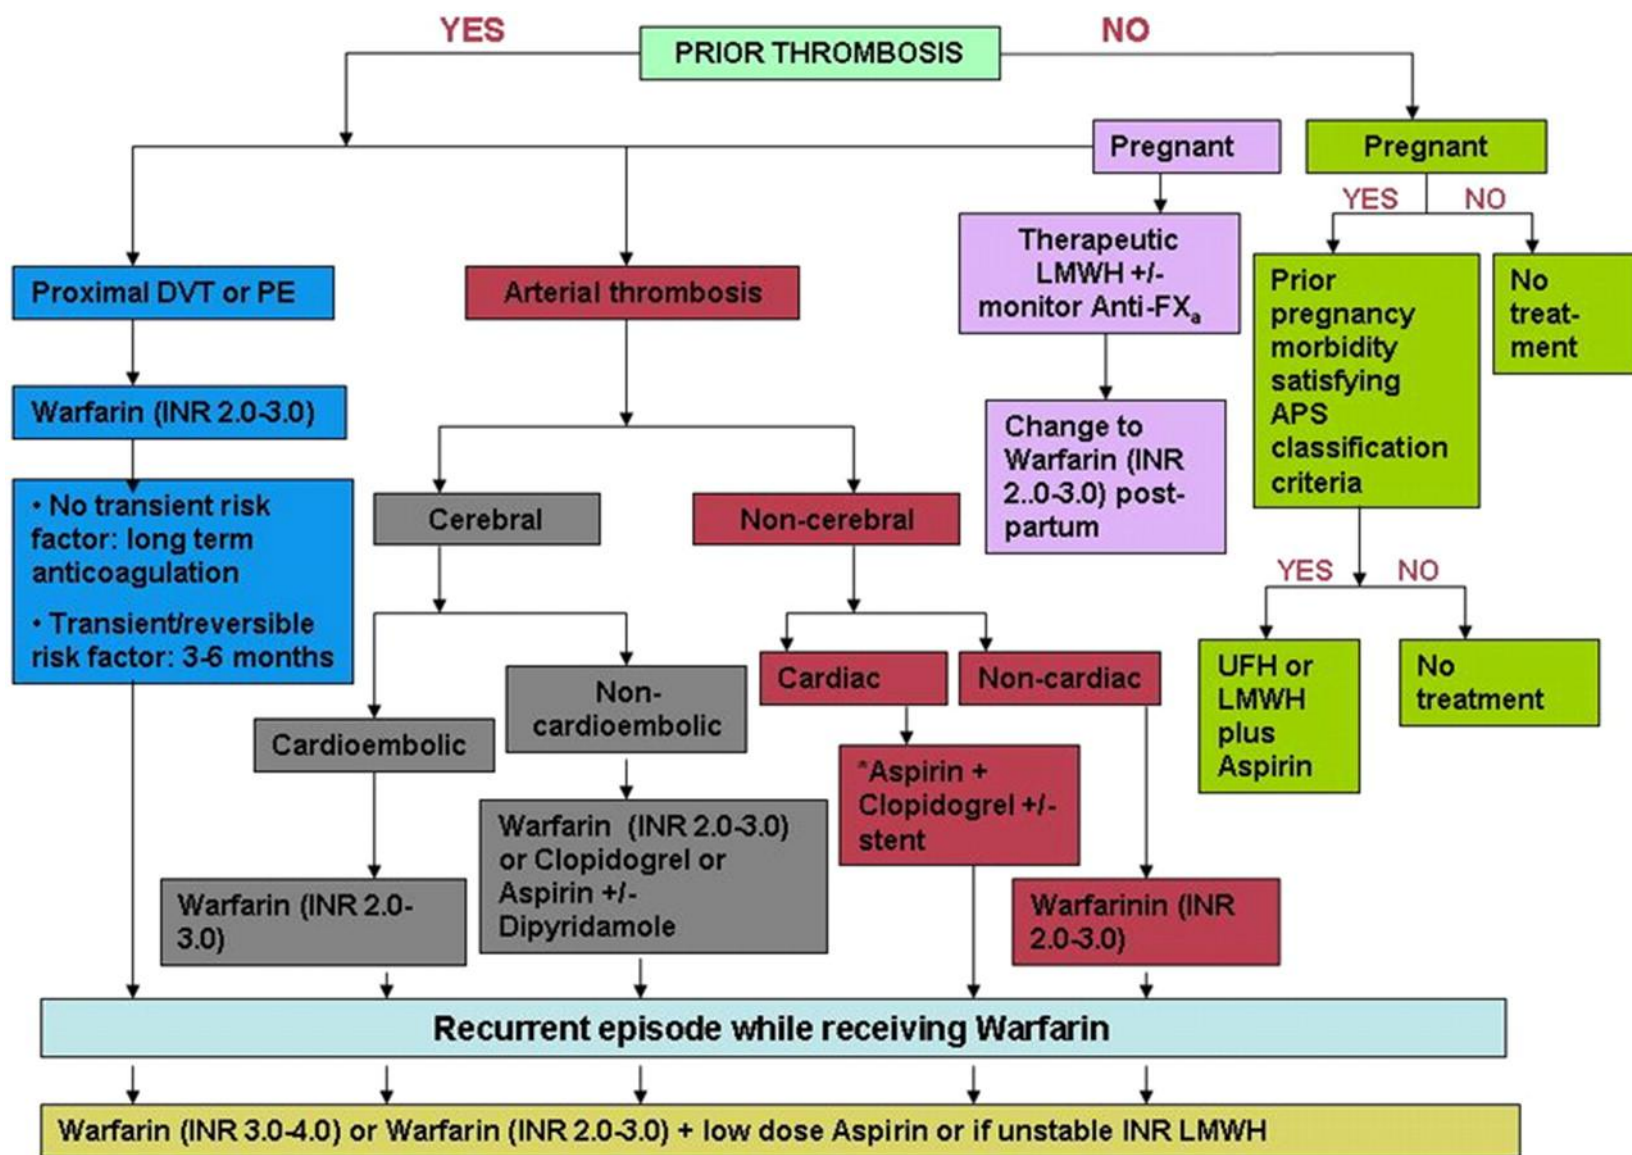 YES
PRIOR THROMBOSIS
NO
Pregnant
Pregnant
YES
NO
Therapeutic
LMWH +/-
monitor Anti-FXa
Prior
pregnancy
morbidity
satisfying
APS
classification
criteria
No
treat-
ment
Proximal DVT or PE
Arterial thrombosis
Warfarin (INR 2.0-3.0)
Change to
Warfarin (INR
2..0-3.0) post-
partum
• No transient risk
factor: long term
anticoagulation
• Transient/reversible
risk factor: 3-6 months
Cerebral
Non-cerebral
YES
NO
Cardioembolic
Non-
cardioembolic
Cardiac
Non-cardiac
UFH or
LMWH
plus
Aspirin
No
treatment
Warfarin (INR 2.0-
3.0)
Warfarin (INR 2.0-3.0)
or Clopidogrel or
Aspirin +/-
Dipyridamole
*Aspirin +
Clopidogrel +/-
stent
Warfarinin (INR
2.0-3.0)
Recurrent episode while receiving Warfarin
Warfarin (INR 3.0-4.0) or Warfarin (INR 2.0-3.0) + low dose Aspirin or if unstable INR LMWH